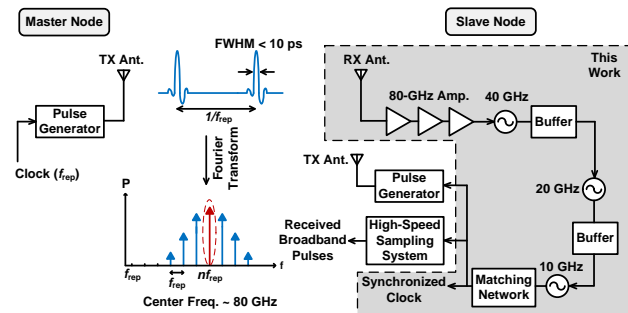 Master Node
TX Ant.
Pulse
Generator
Clock (frep)
FWHM < 10 ps
1/frep
Fourier
Transform
P
frep
frep
nfrep
f
Center Freq. ~ 80 GHz
Slave Node
This
Work
RX Ant.
80-GHz Amp.
40 GHz
Buffer
20 GHz
Buffer
10 GHz
Matching
Network
TX Ant.
Pulse
Generator
High-Speed
Sampling
System
Received
Broadband
Pulses
Synchronized
Clock